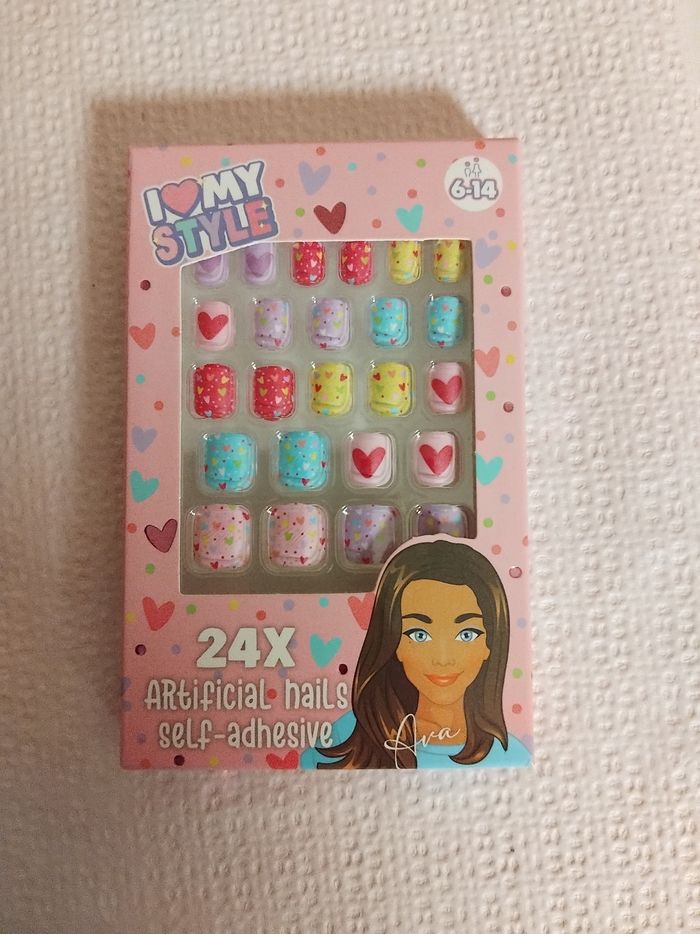 I MY
STYLE
6-14
24X
Artificial nails
self-adhesive
Ava